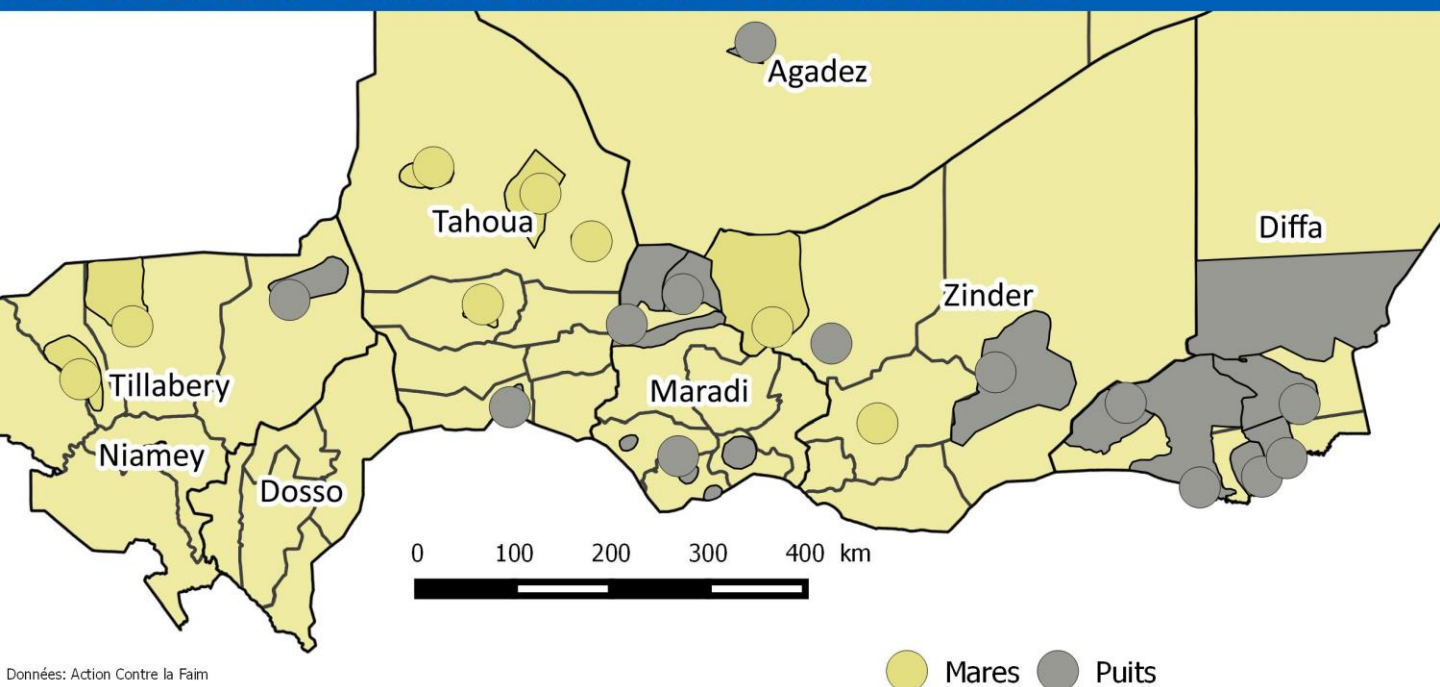 Agadez
Tahoua
Diffa
Zinder
Tillabery
Maradi
Niamey
Dosso
0 100 200 300 400 km
Données: Action Contre la Faim
Mares Puits